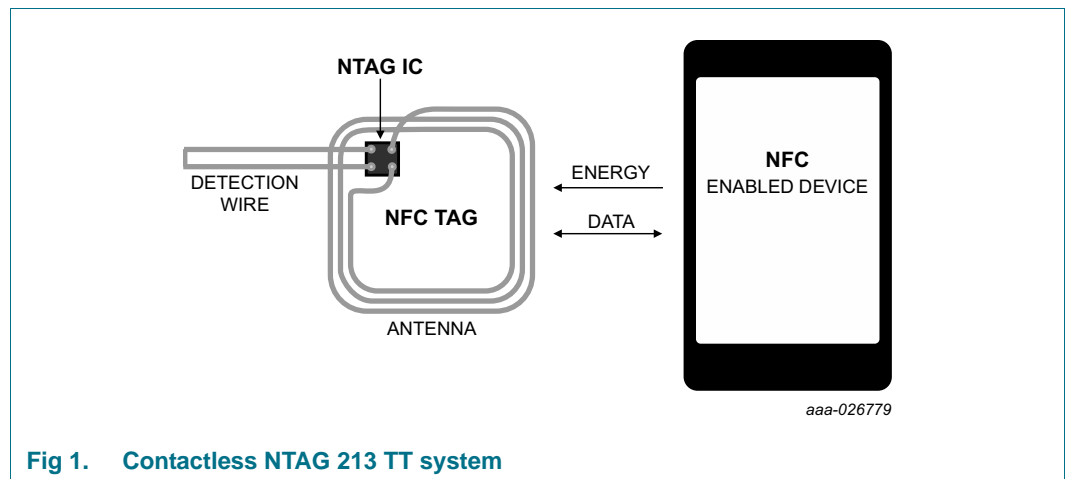 NTAG IC
DETECTION
WIRE
NFC TAG
ANTENNA
ENERGY
DATA
NFC
ENABLED DEVICE
aaa-026779
Fig 1. Contactless NTAG 213 TT system